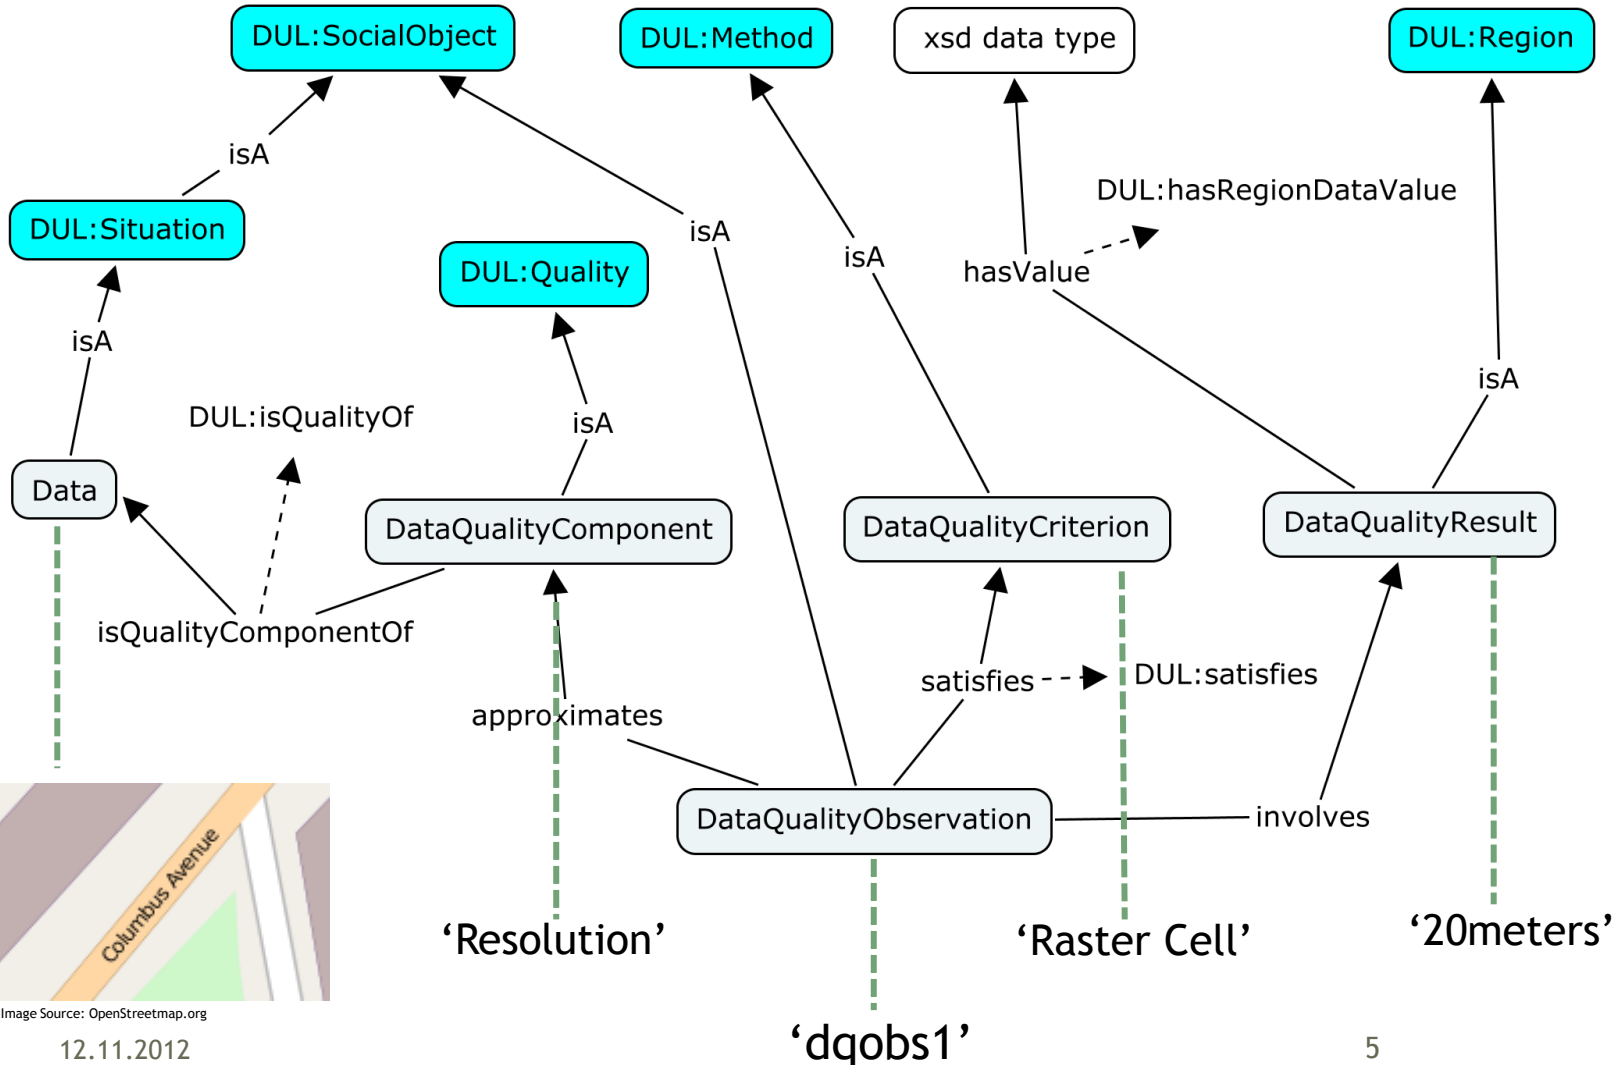 DUL:SocialObject
DUL:Method
xsd data type
DUL:Region
isA
DUL:hasRegionDataValue
DUL:Situation
isA
isA
DUL:Quality
hasValue
isA
isA
DUL:isQualityOf
isA
Data
DataQualityComponent
DataQualityCriterion
DataQualityResult
isQualityComponentOf
satisfies
DUL:satisfies
approximates
DataQualityObservation
involves
Columbus Avenue
‘Resolution’
‘Raster Cell’
‘20meters’
Image Source: OpenStreetmap.org
‘dqobs1’
12.11.2012
5